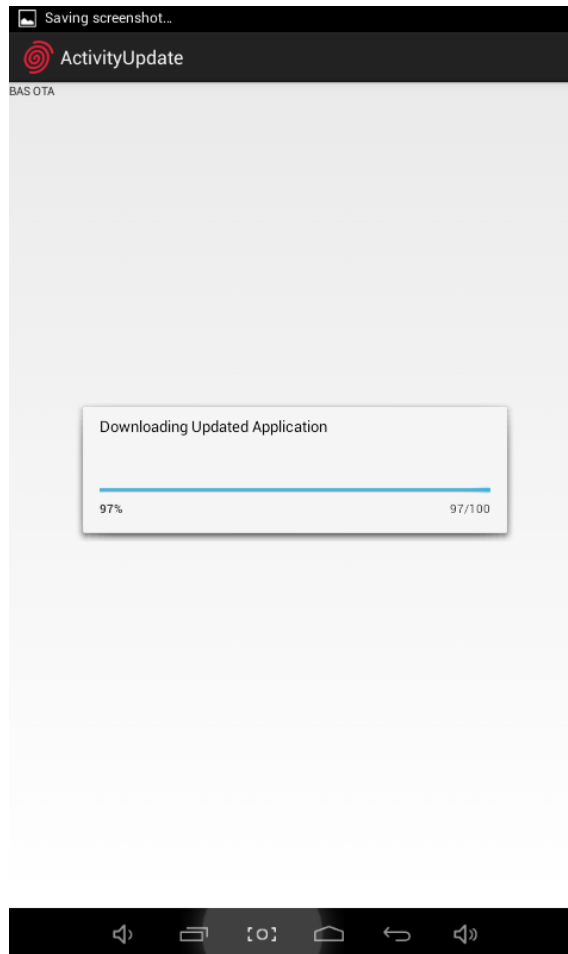 Saving screenshot...
ActivityUpdate
BAS OTA
Downloading Updated Application
97%
97/100